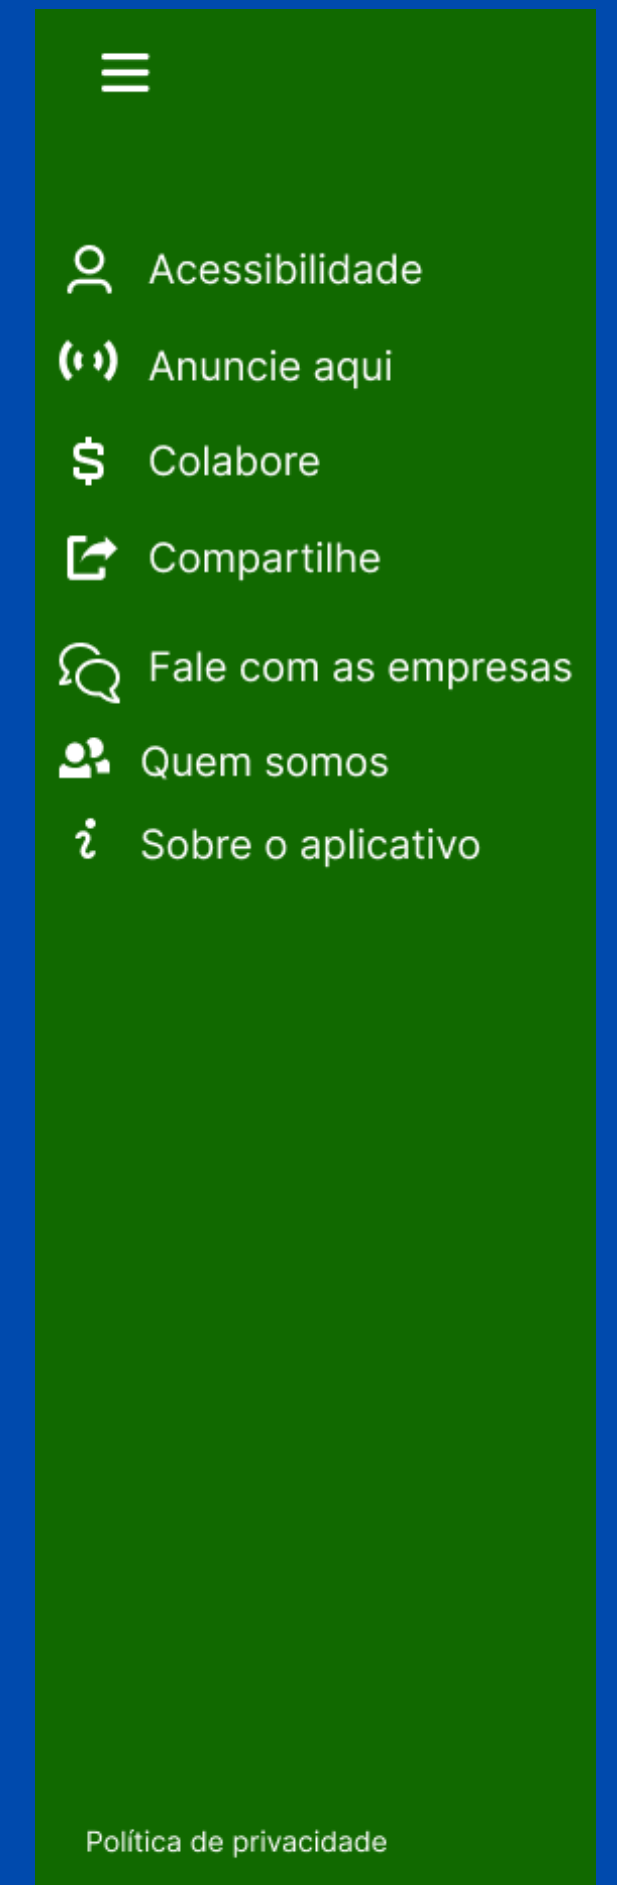 Acessibilidade
Anuncie aqui
Colabore
Compartilhe
Fale com as empresas
Quem somos
Sobre o aplicativo
Política de privacidade